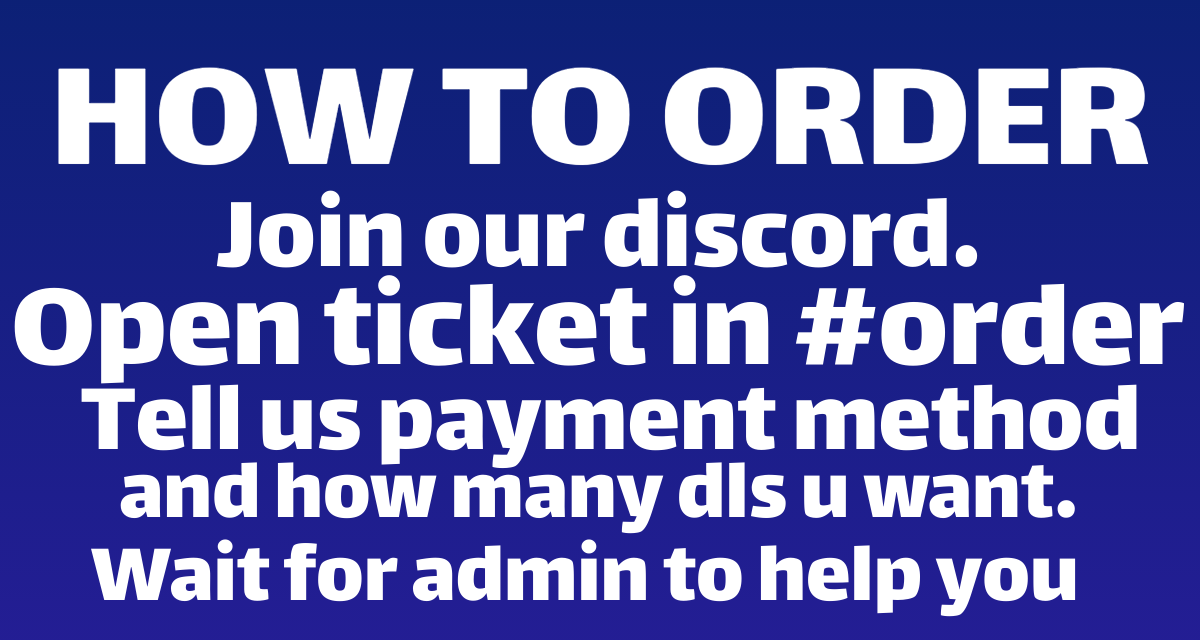 HOW TO ORDER
Join our discord.
Open ticket in #order
Tell us payment method
and how many dls u want.
Wait for admin to help you